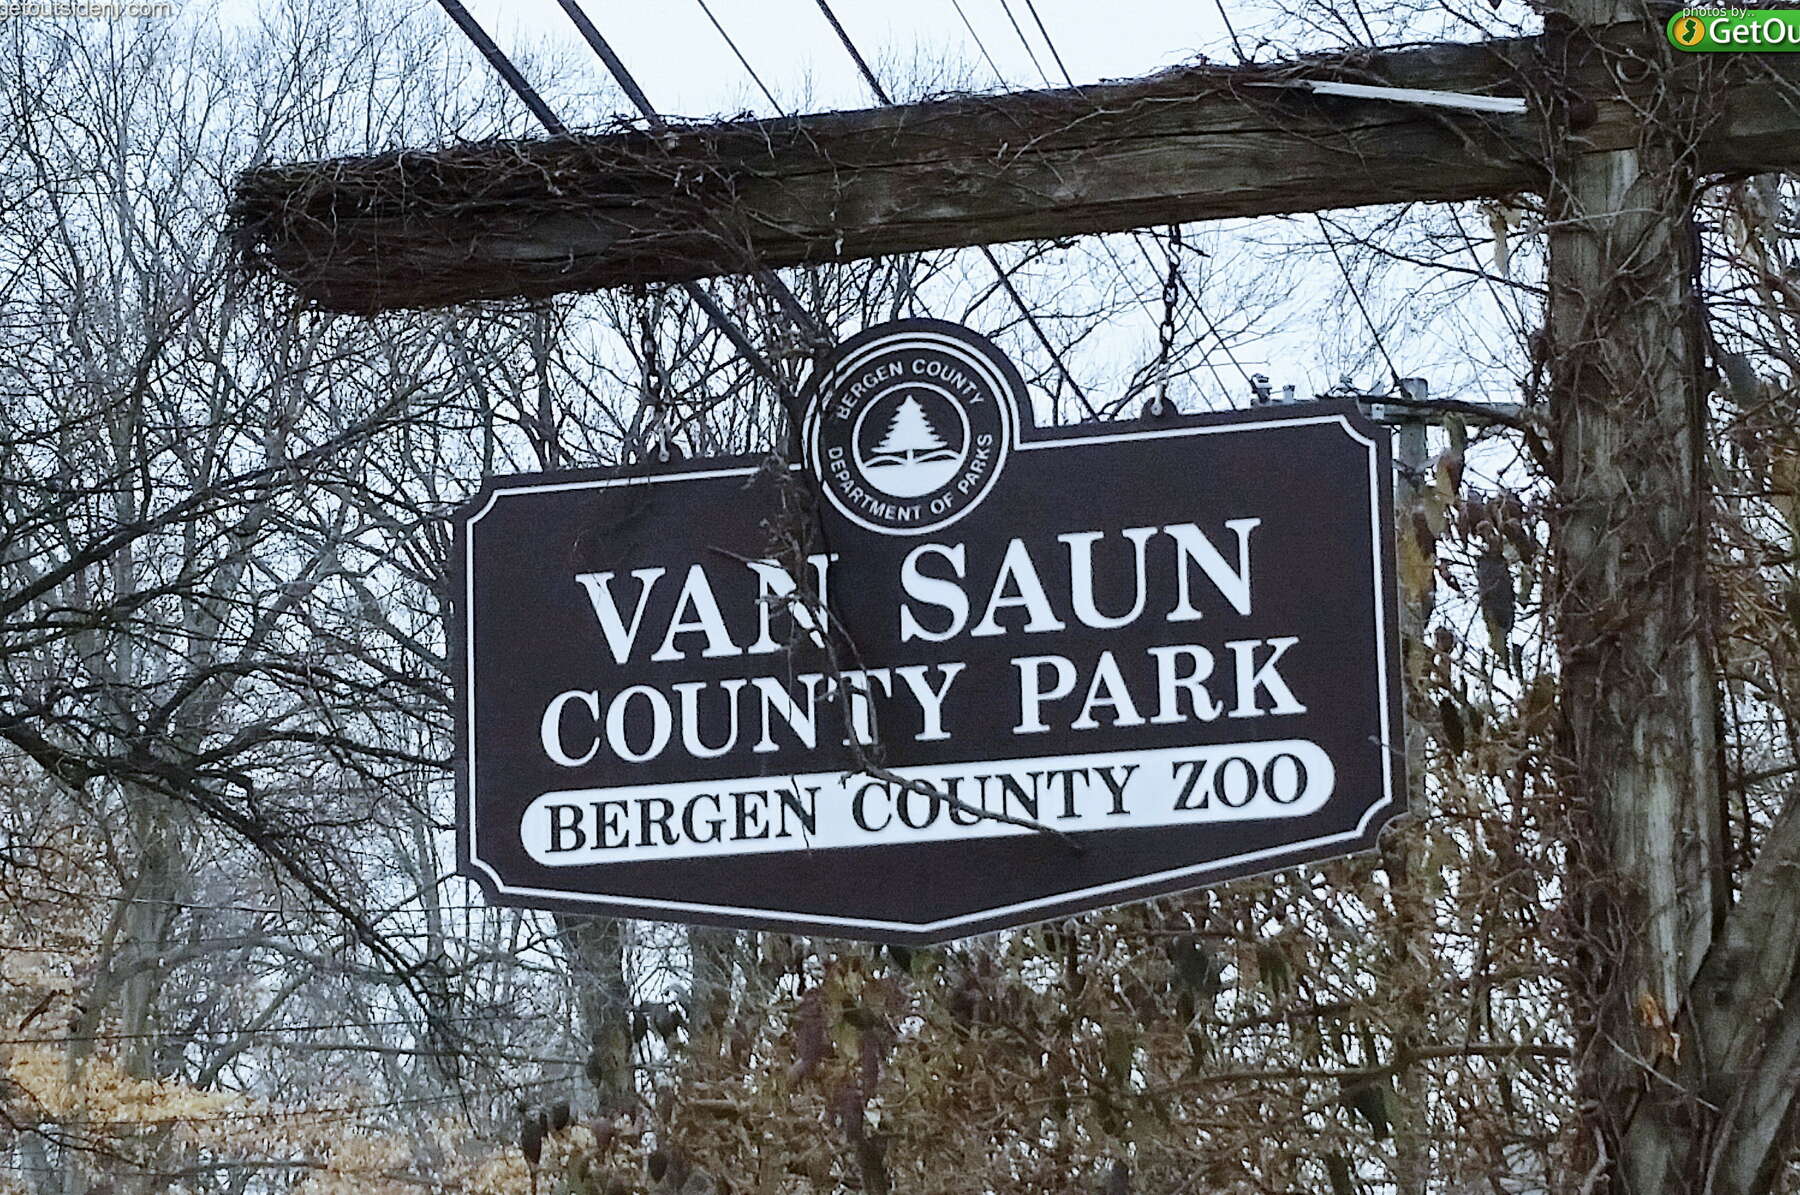 getoutsidenj.com
photos by..
GetOu
BERGEN COUNTY
DEPARTMENT OF PARKS
VAN SAUN
COUNTY PARK
BERGEN COUNTY ZOO